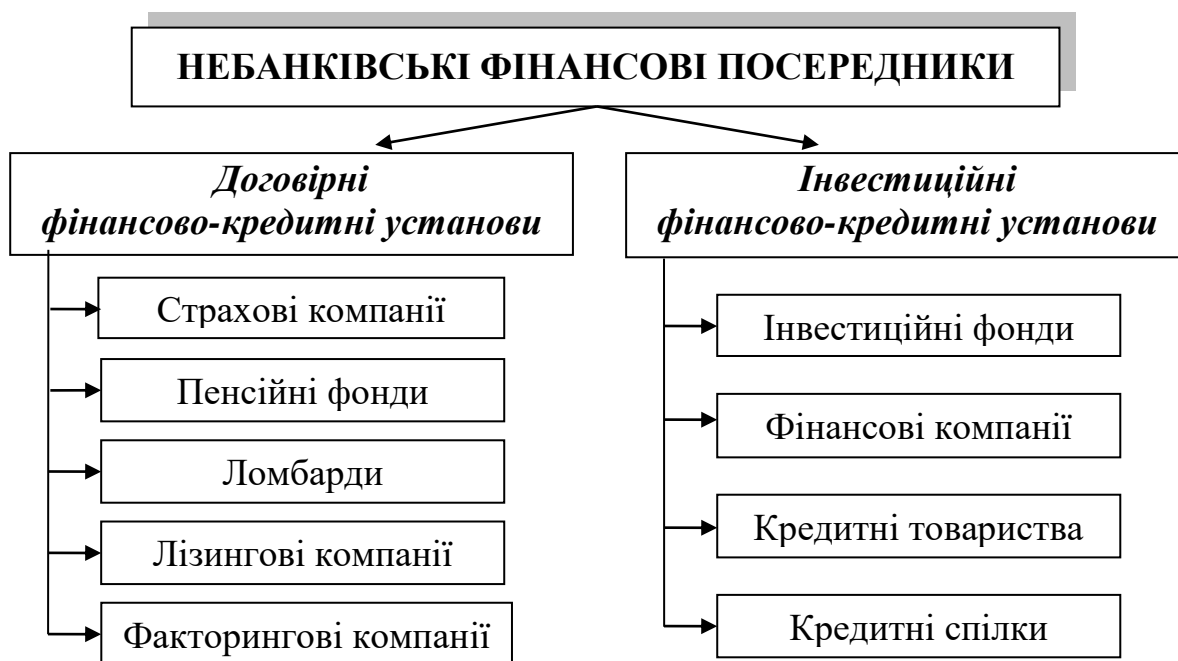 НЕБАНКІВСЬКІ ФІНАНСОВІ ПОСЕРЕДНИКИ
Договірні
фінансово-кредитні установи
Страхові компанії
Пенсійні фонди
Ломбарди
Лізингові компанії
Факторингові компанії
Інвестиційні
фінансово-кредитні установи
Інвестиційні фонди
Фінансові компанії
Кредитні товариства
Кредитні спілки